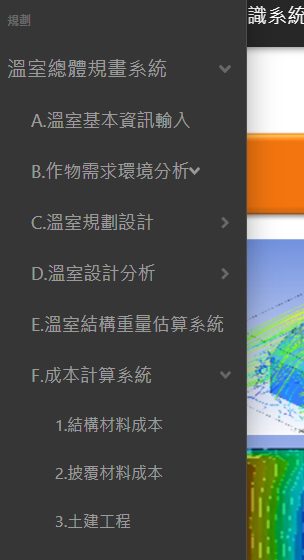 規劃
識系統
溫室總體規畫系統
A.溫室基本資訊輸入
B.作物需求環境分析
C.溫室規劃設計
D.溫室設計分析
E.溫室結構重量估算系統
F.成本計算系統
1.結構材料成本
2.披覆材料成本
3.土建工程